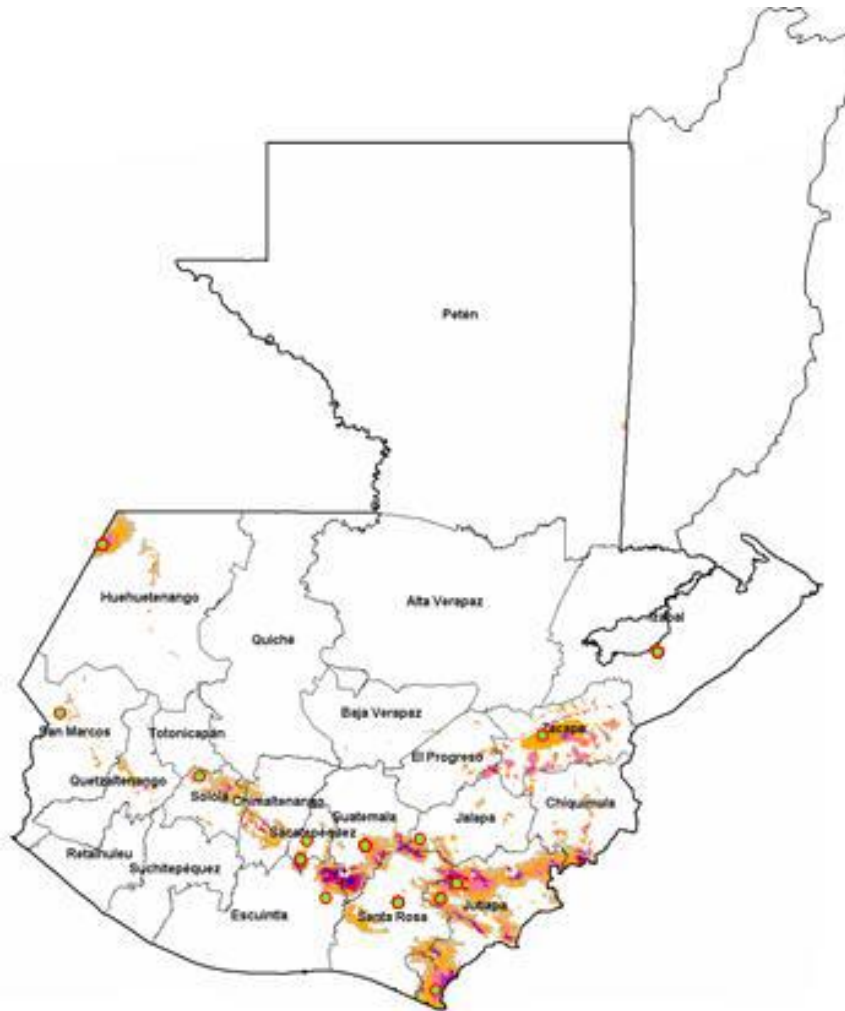 Petén
Huehuetenango
Quiché
Alta Verapaz
Izabal
San Marcos
Totonicapán
Baja Verapaz
El Progreso
Zacapa
Quetzaltenango
Sololá
Chimaltenango
Guatemala
Jalapa
Chiquimula
Sacatepéquez
Retalhuleu
Suchitepéquez
Escuintla
Santa Rosa
Jutiapa